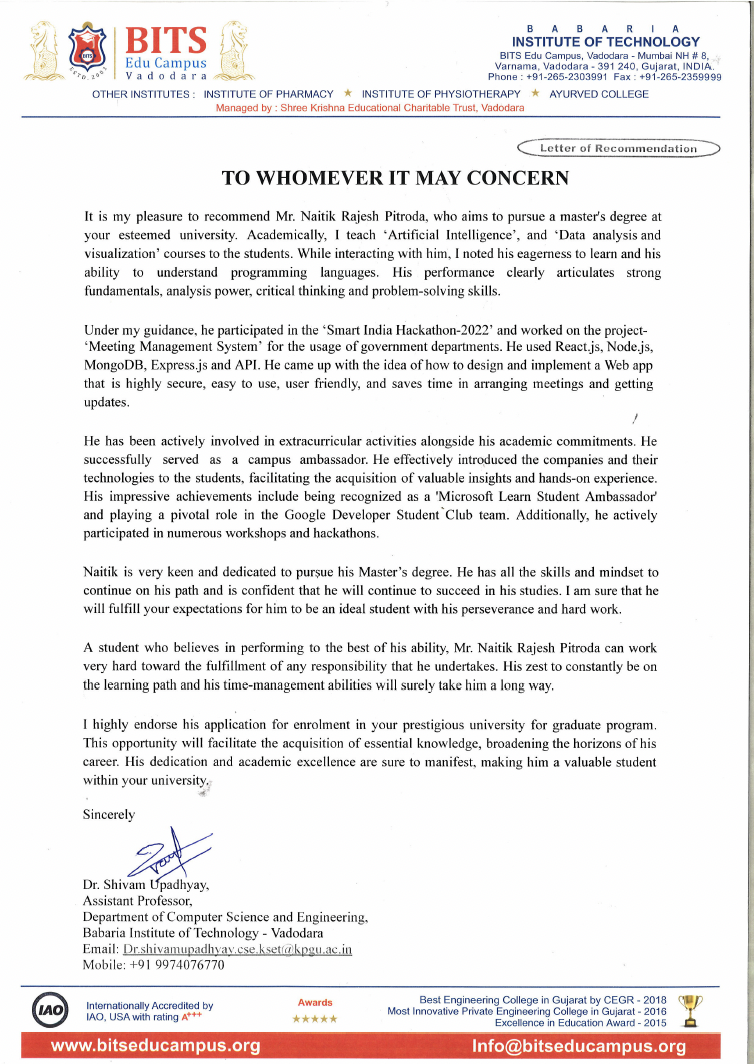 BITS
Edu Campus
Vadodara
BITS
B A B A R I A
INSTITUTE OF TECHNOLOGY
BITS Edu Campus, Vadodara - Mumbai NH # 8,
Varnama, Vadodara - 391 240, Gujarat, INDIA.
Phone : +91-265-2303991 Fax : +91-265-2359999
OTHER INSTITUTES : INSTITUTE OF PHARMACY ★ INSTITUTE OF PHYSIOTHERAPY ★ AYURVED COLLEGE
Managed by : Shree Krishna Educational Charitable Trust, Vadodara
Letter of Recommendation
TO WHOMEVER IT MAY CONCERN
It is my pleasure to recommend Mr. Naitik Rajesh Pitroda, who aims to pursue a master's degree at
your esteemed university. Academically, I teach ‘Artificial Intelligence’, and ‘Data analysis and
visualization’ courses to the students. While interacting with him, I noted his eagerness to learn and his
ability to understand programming languages. His performance clearly articulates strong
fundamentals, analysis power, critical thinking and problem-solving skills.
Under my guidance, he participated in the ‘Smart India Hackathon-2022’ and worked on the project-
‘Meeting Management System’ for the usage of government departments. He used React.js, Node.js,
MongoDB, Express.js and API. He came up with the idea of how to design and implement a Web app
that is highly secure, easy to use, user friendly, and saves time in arranging meetings and getting
updates.
He has been actively involved in extracurricular activities alongside his academic commitments. He
successfully served as a campus ambassador. He effectively introduced the companies and their
technologies to the students, facilitating the acquisition of valuable insights and hands-on experience.
His impressive achievements include being recognized as a 'Microsoft Learn Student Ambassador'
and playing a pivotal role in the Google Developer Student Club team. Additionally, he actively
participated in numerous workshops and hackathons.
Naitik is very keen and dedicated to pursue his Master’s degree. He has all the skills and mindset to
continue on his path and is confident that he will continue to succeed in his studies. I am sure that he
will fulfill your expectations for him to be an ideal student with his perseverance and hard work.
A student who believes in performing to the best of his ability, Mr. Naitik Rajesh Pitroda can work
very hard toward the fulfillment of any responsibility that he undertakes. His zest to constantly be on
the learning path and his time-management abilities will surely take him a long way.
I highly endorse his application for enrolment in your prestigious university for graduate program.
This opportunity will facilitate the acquisition of essential knowledge, broadening the horizons of his
career. His dedication and academic excellence are sure to manifest, making him a valuable student
within your university.
Sincerely
Dr. Shivam Upadhyay,
Assistant Professor,
Department of Computer Science and Engineering,
Babaria Institute of Technology - Vadodara
Email: Dr.shivamupadhyay.cse.kset@kpgu.ac.in
Mobile: +91 9974076770
IAO
Internationally Accredited by
IAO, USA with rating A+++
Awards
★★★★★
Best Engineering College in Gujarat by CEGR - 2018
Most Innovative Private Engineering College in Gujarat - 2016
Excellence in Education Award - 2015
www.bitseducampus.org
Info@bitseducampus.org